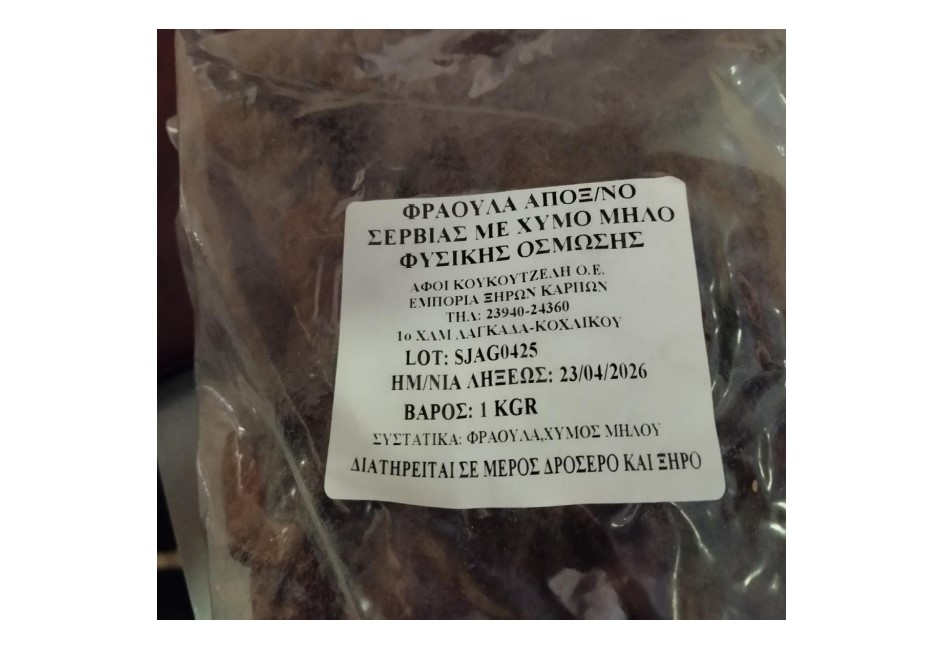 ΦΡΑΟΥΛΑ ΑΠΟΞ/ΝΟ
ΣΕΡΒΙΑΣ ΜΕ ΧΥΜΟ ΜΗΛΟ
ΦΥΣΙΚΗΣ ΟΣΜΩΣΗΣ
ΑΦΟΙ ΚΟΥΚΟΥΤΖΕΛΗ Ο.Ε.
ΕΜΠΟΡΙΑ ΞΗΡΩΝ ΚΑΡΠΩΝ
ΤΗΛ: 23940-24360
1ο ΧΛΜ ΛΑΓΚΑΔΑ-ΚΟΧΛΙΚΟΥ
LOT: SJAG0425
ΗΜ/ΝΙΑ ΛΗΞΕΩΣ: 23/04/2026
ΒΑΡΟΣ: 1 KGR
ΣΥΣΤΑΤΙΚΑ: ΦΡΑΟΥΛΑ,ΧΥΜΟΣ ΜΗΛΟΥ
ΔΙΑΤΗΡΕΙΤΑΙ ΣΕ ΜΕΡΟΣ ΔΡΟΣΕΡΟ ΚΑΙ ΞΗΡΟ